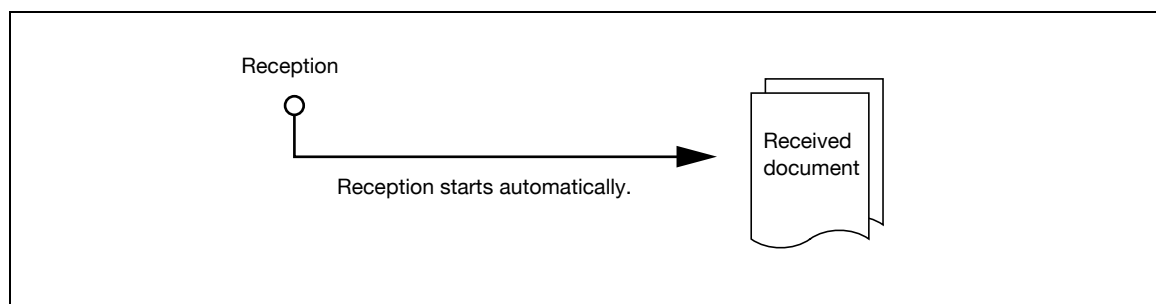 Reception
Reception starts automatically.
Received
document